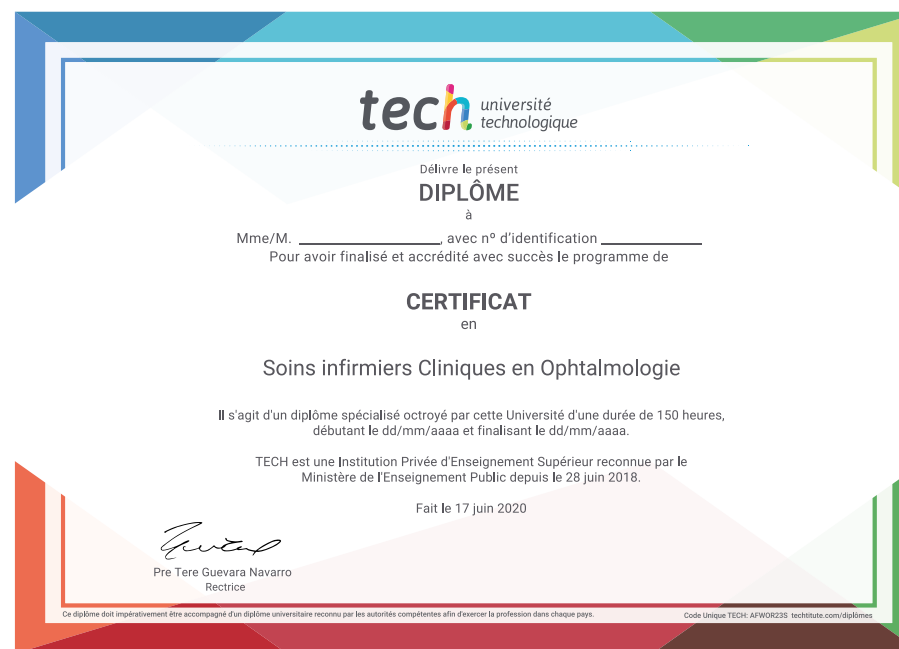 tech université
technologique
Délivre le présent
DIPLÔME
à
Mme/M. ____________________, avec nº d'identification ______________
Pour avoir finalisé et accrédité avec succès le programme de
CERTIFICAT
en
Soins infirmiers Cliniques en Ophtalmologie
Il s'agit d'un diplôme spécialisé octroyé par cette Université d'une durée de 150 heures,
débutant le dd/mm/aaaa et finalisant le dd/mm/aaaa.
TECH est une Institution Privée d'Enseignement Supérieur reconnue par le
Ministère de l'Enseignement Public depuis le 28 juin 2018.
Fait le 17 juin 2020
Pre Tere Guevara Navarro
Rectrice
Ce diplôme doit impérativement être accompagné d'un diplôme universitaire reconnu par les autorités compétentes afin d'exercer la profession dans chaque pays.
Code Unique TECH: AFWOR23S techtitute.com/diplômes